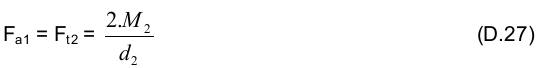 Fa1 = Ft2 = 2.M2 / d2 (D.27)